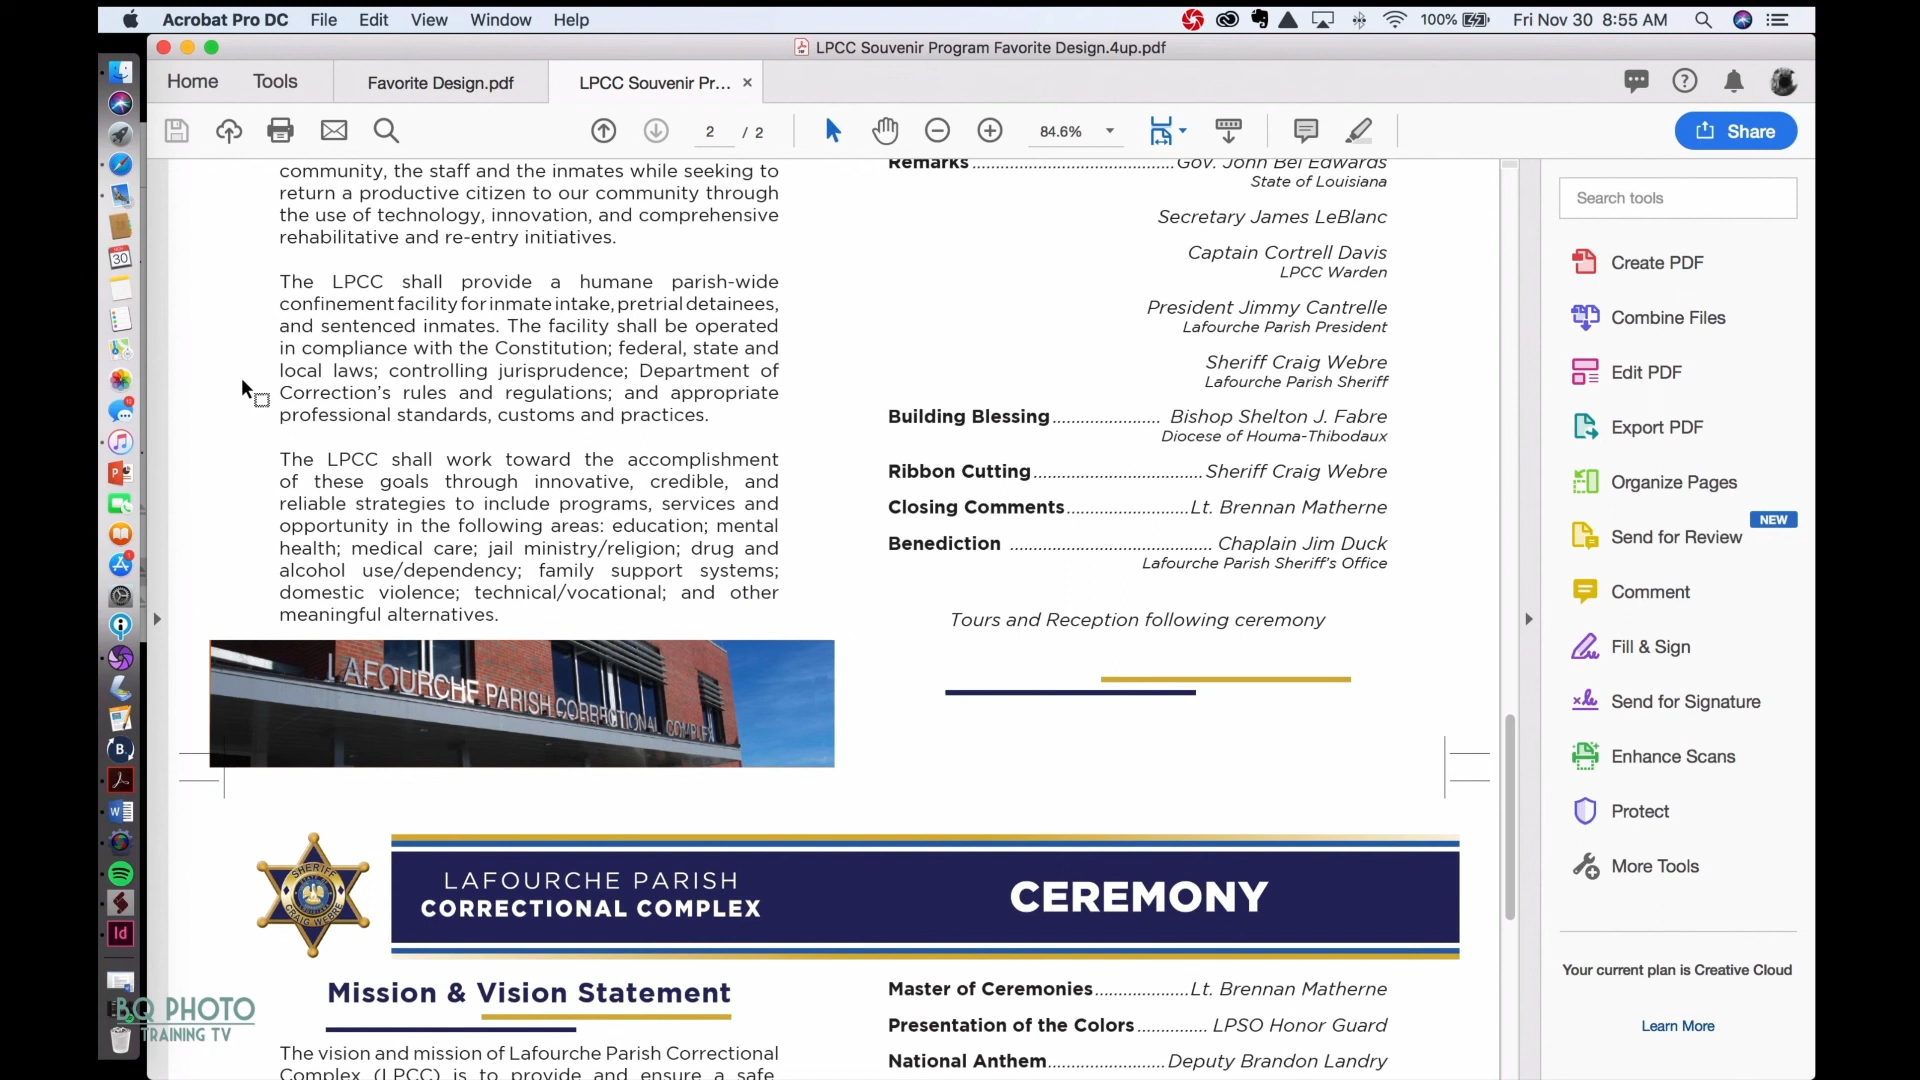 Acrobat Pro DC File Edit View Window Help 100% Fri Nov 30 8:55 AM
LPCC Souvenir Program Favorite Design.4up.pdf
Home Tools Favorite Design.pdf LPCC Souvenir Pr... ×
2 / 2 84.6% Share
community, the staff and the inmates while seeking to
return a productive citizen to our community through
the use of technology, innovation, and comprehensive
rehabilitative and re-entry initiatives.
The LPCC shall provide a humane parish-wide
confinement facility for inmate intake, pretrial detainees,
and sentenced inmates. The facility shall be operated
in compliance with the Constitution; federal, state and
local laws; controlling jurisprudence; Department of
Correction's rules and regulations; and appropriate
professional standards, customs and practices.
The LPCC shall work toward the accomplishment
of these goals through innovative, credible, and
reliable strategies to include programs, services and
opportunity in the following areas: education; mental
health; medical care; jail ministry/religion; drug and
alcohol use/dependency; family support systems;
domestic violence; technical/vocational; and other
meaningful alternatives.
LAFOURCHE PARISH CORRECTIONAL COMPLEX
Remarks..............................Gov. John Bel Edwards
State of Louisiana
Secretary James LeBlanc
Captain Cortrell Davis
LPCC Warden
President Jimmy Cantrelle
Lafourche Parish President
Sheriff Craig Webre
Lafourche Parish Sheriff
Building Blessing................ Bishop Shelton J. Fabre
Diocese of Houma-Thibodaux
Ribbon Cutting.........................Sheriff Craig Webre
Closing Comments..................Lt. Brennan Matherne
Benediction .............................. Chaplain Jim Duck
Lafourche Parish Sheriff's Office
Tours and Reception following ceremony
SHERIFF
CRAIG WEBRE
LAFOURCHE PARISH
CORRECTIONAL COMPLEX
CEREMONY
Mission & Vision Statement
The vision and mission of Lafourche Parish Correctional
Complex (LPCC) is to provide and ensure a safe
Master of Ceremonies..............Lt. Brennan Matherne
Presentation of the Colors.......... LPSO Honor Guard
National Anthem.................Deputy Brandon Landry
Search tools
Create PDF
Combine Files
Edit PDF
Export PDF
Organize Pages
NEW
Send for Review
Comment
Fill & Sign
Send for Signature
Enhance Scans
Protect
More Tools
Your current plan is Creative Cloud
Learn More
BQ PHOTO
TRAINING TV
NOV
30
P
W
B.
Id